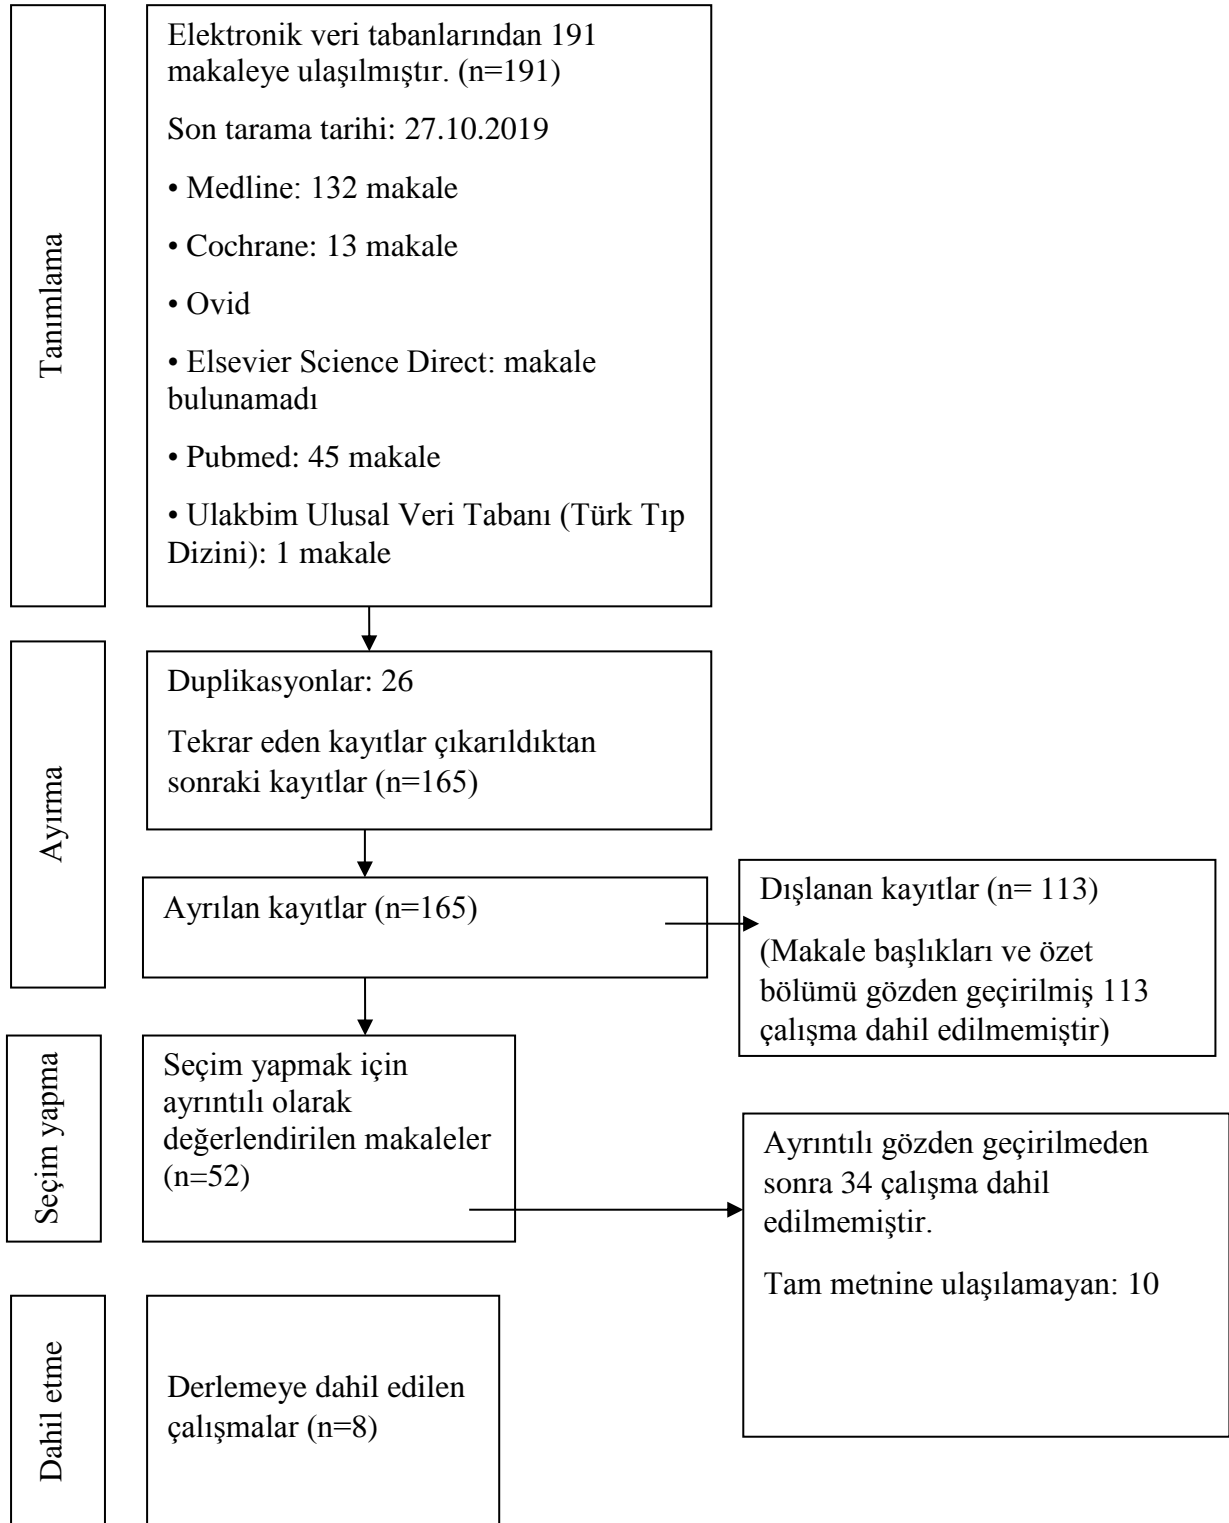 Tanımlama
Elektronik veri tabanlarından 191
makaleye ulaşılmıştır. (n=191)
Son tarama tarihi: 27.10.2019
• Medline: 132 makale
• Cochrane: 13 makale
• Ovid
• Elsevier Science Direct: makale
bulunamadı
• Pubmed: 45 makale
• Ulakbim Ulusal Veri Tabanı (Türk Tıp
Dizini): 1 makale
Ayırma
Duplikasyonlar: 26
Tekrar eden kayıtlar çıkarıldıktan
sonraki kayıtlar (n=165)
Ayrılan kayıtlar (n=165)
Dışlanan kayıtlar (n= 113)
(Makale başlıkları ve özet
bölümü gözden geçirilmiş 113
çalışma dahil edilmemiştir)
Seçim yapma
Seçim yapmak için
ayrıntılı olarak
değerlendirilen makaleler
(n=52)
Ayrıntılı gözden geçirilmeden
sonra 34 çalışma dahil
edilmemiştir.
Tam metnine ulaşılamayan: 10
Dahil etme
Derlemeye dahil edilen
çalışmalar (n=8)